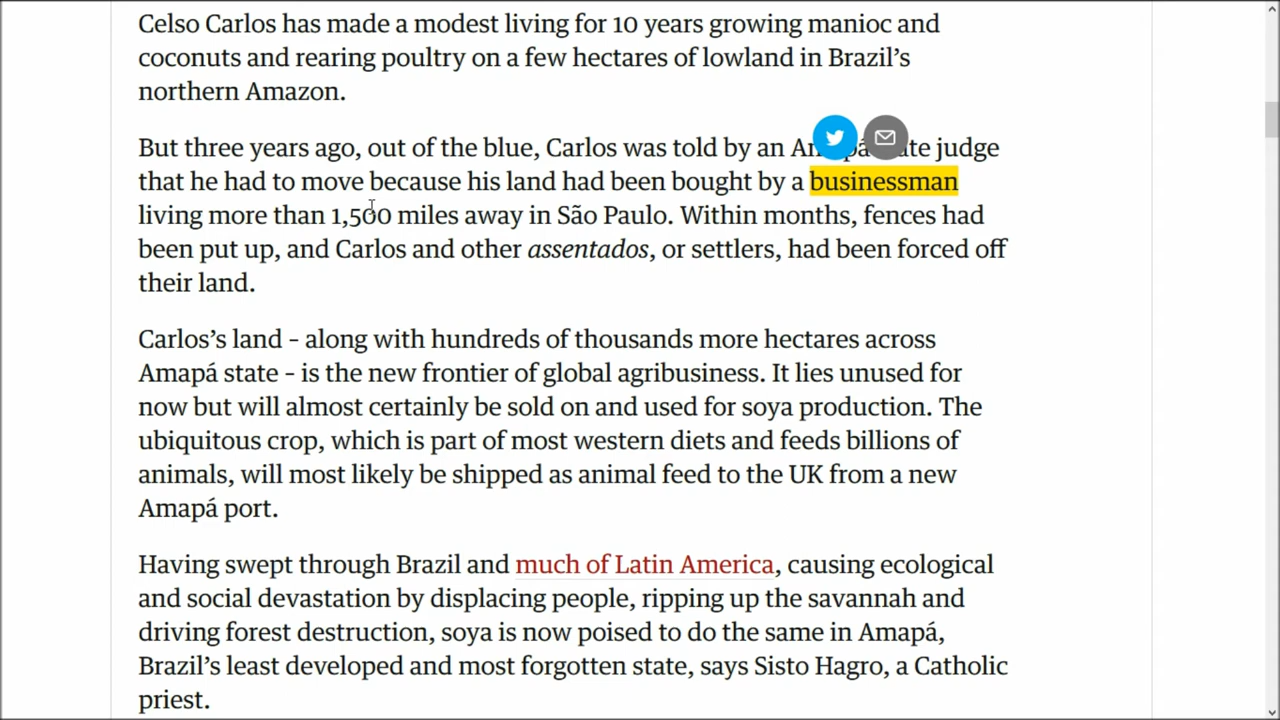 Celso Carlos has made a modest living for 10 years growing manioc and
coconuts and rearing poultry on a few hectares of lowland in Brazil’s
northern Amazon.
But three years ago, out of the blue, Carlos was told by an judge
that he had to move because his land had been bought by a businessman
living more than 1,500 miles away in São Paulo. Within months, fences had
been put up, and Carlos and other assentados, or settlers, had been forced off
their land.
Carlos’s land – along with hundreds of thousands more hectares across
Amapá state – is the new frontier of global agribusiness. It lies unused for
now but will almost certainly be sold on and used for soya production. The
ubiquitous crop, which is part of most western diets and feeds billions of
animals, will most likely be shipped as animal feed to the UK from a new
Amapá port.
Having swept through Brazil and much of Latin America, causing ecological
and social devastation by displacing people, ripping up the savannah and
driving forest destruction, soya is now poised to do the same in Amapá,
Brazil’s least developed and most forgotten state, says Sisto Hagro, a Catholic
priest.